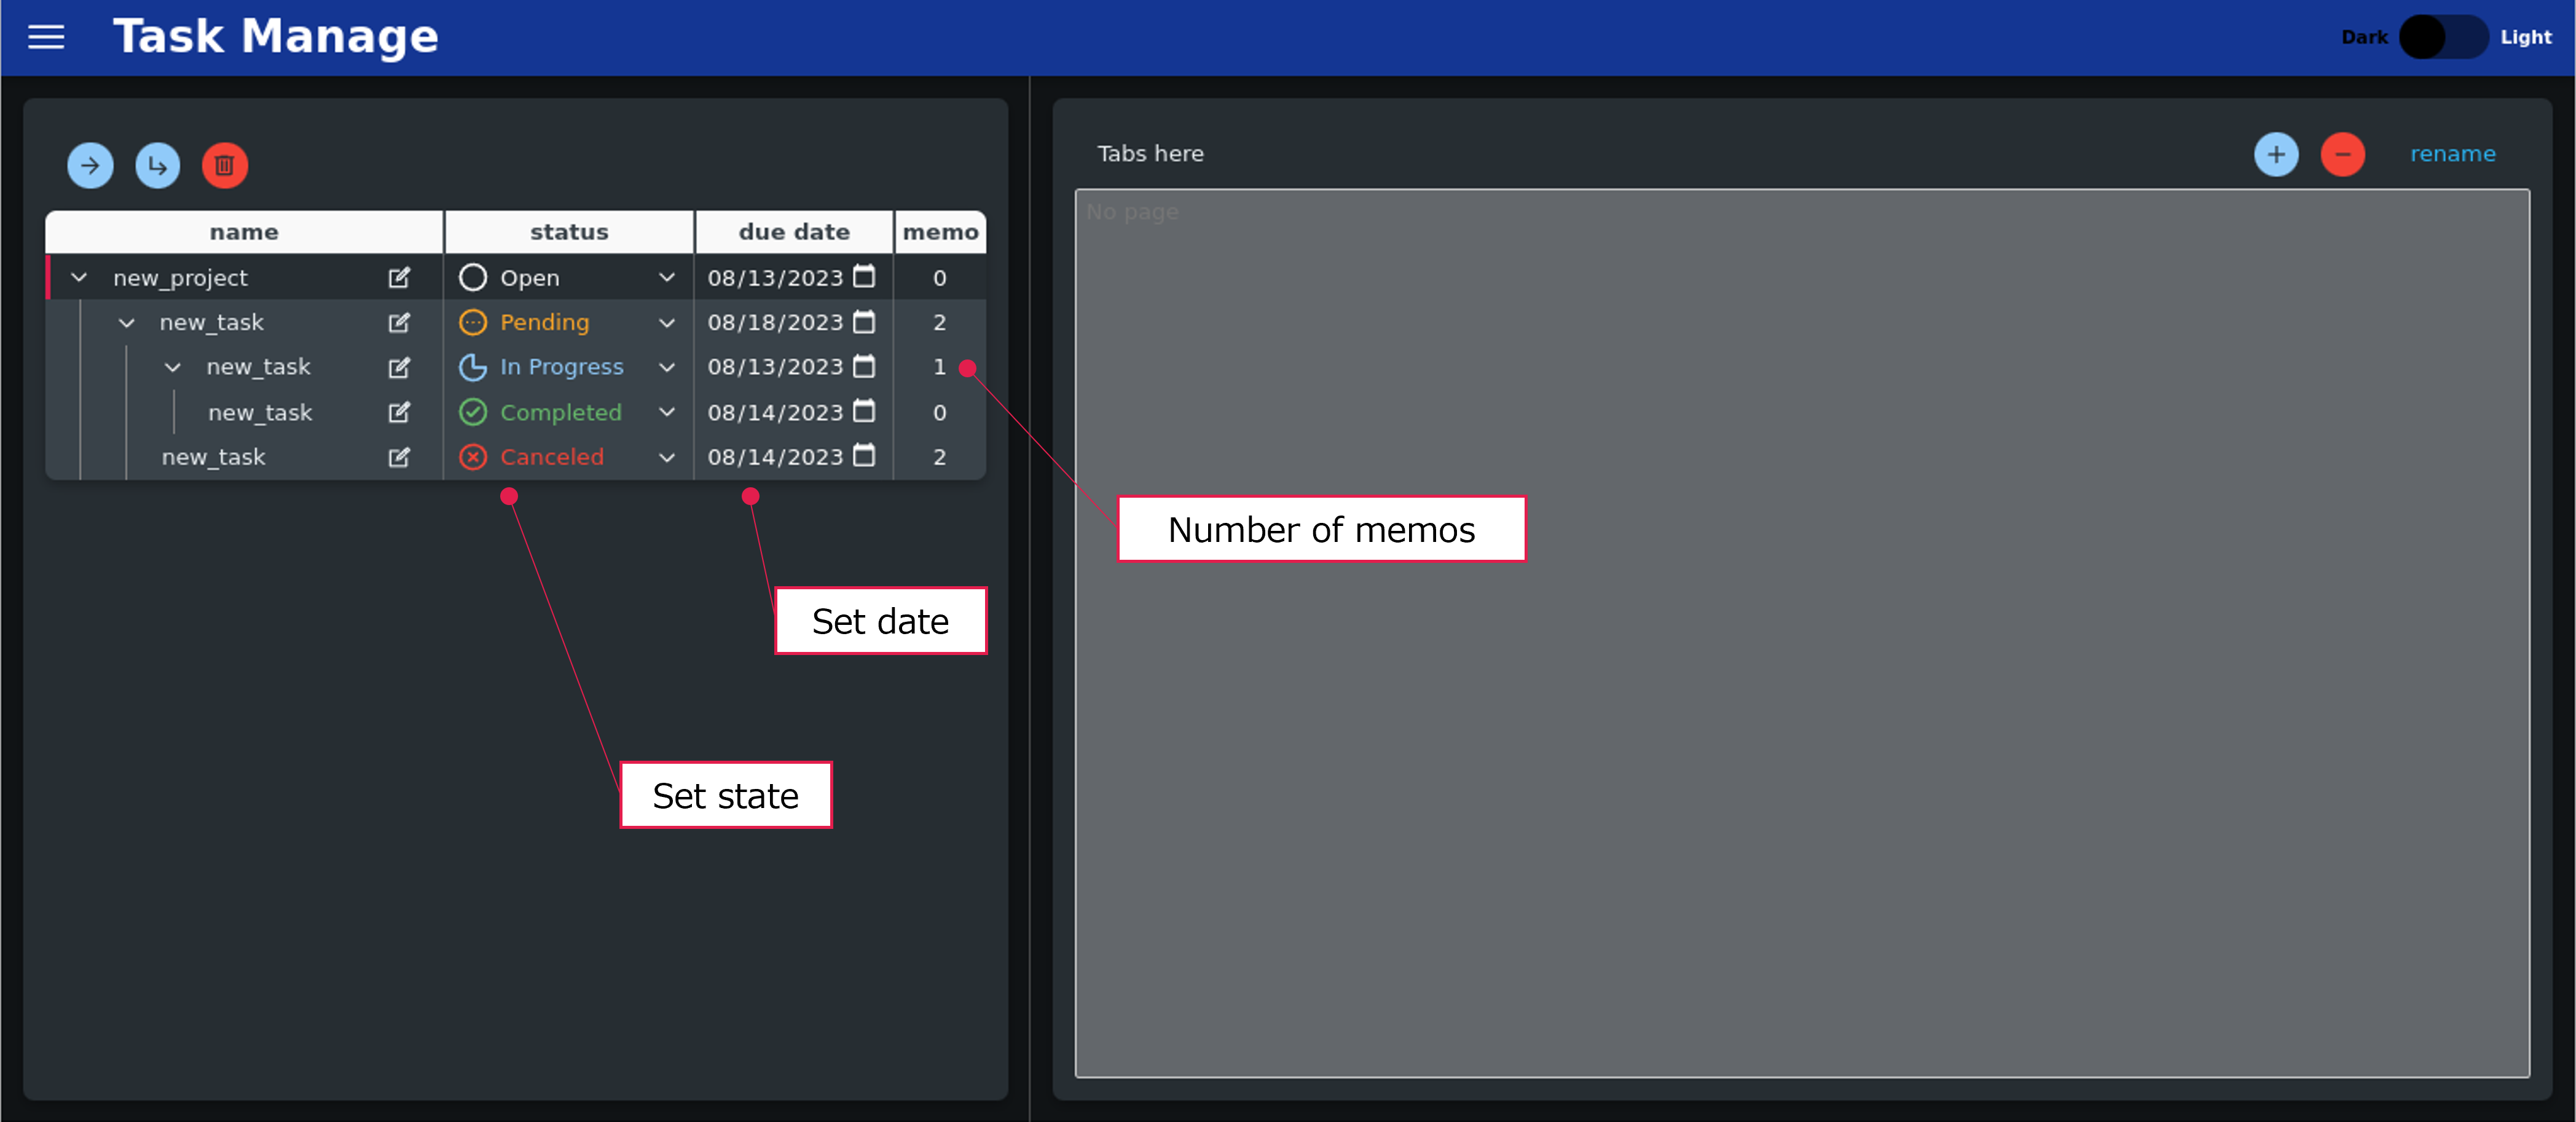 Task Manage
Dark Light
Tabs here
rename
No page
name status due date memo
new_project Open 08/13/2023 0
new_task Pending 08/18/2023 2
new_task In Progress 08/13/2023 1
new_task Completed 08/14/2023 0
new_task Canceled 08/14/2023 2
Number of memos
Set date
Set state